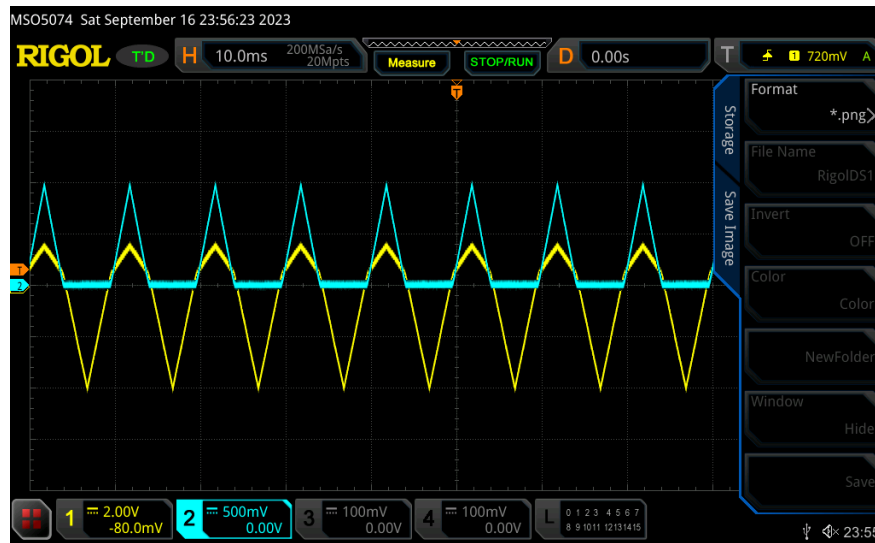 MSO5074 Sat September 16 23:56:23 2023
RIGOL T'D H 10.0ms 200MSa/s 20Mpts Measure STOP/RUN D 0.00s T 1 720mV A
T
Storage
Save Image
Format
*.png
File Name
RigolDS1
Invert
OFF
Color
Color
NewFolder
Window
Hide
Save
T
2
1 2.00V -80.0mV
2 500mV 0.00V
3 100mV 0.00V
4 100mV 0.00V
L 0 1 2 3 4 5 6 7
8 9 10 11 12 13 14 15
23:55